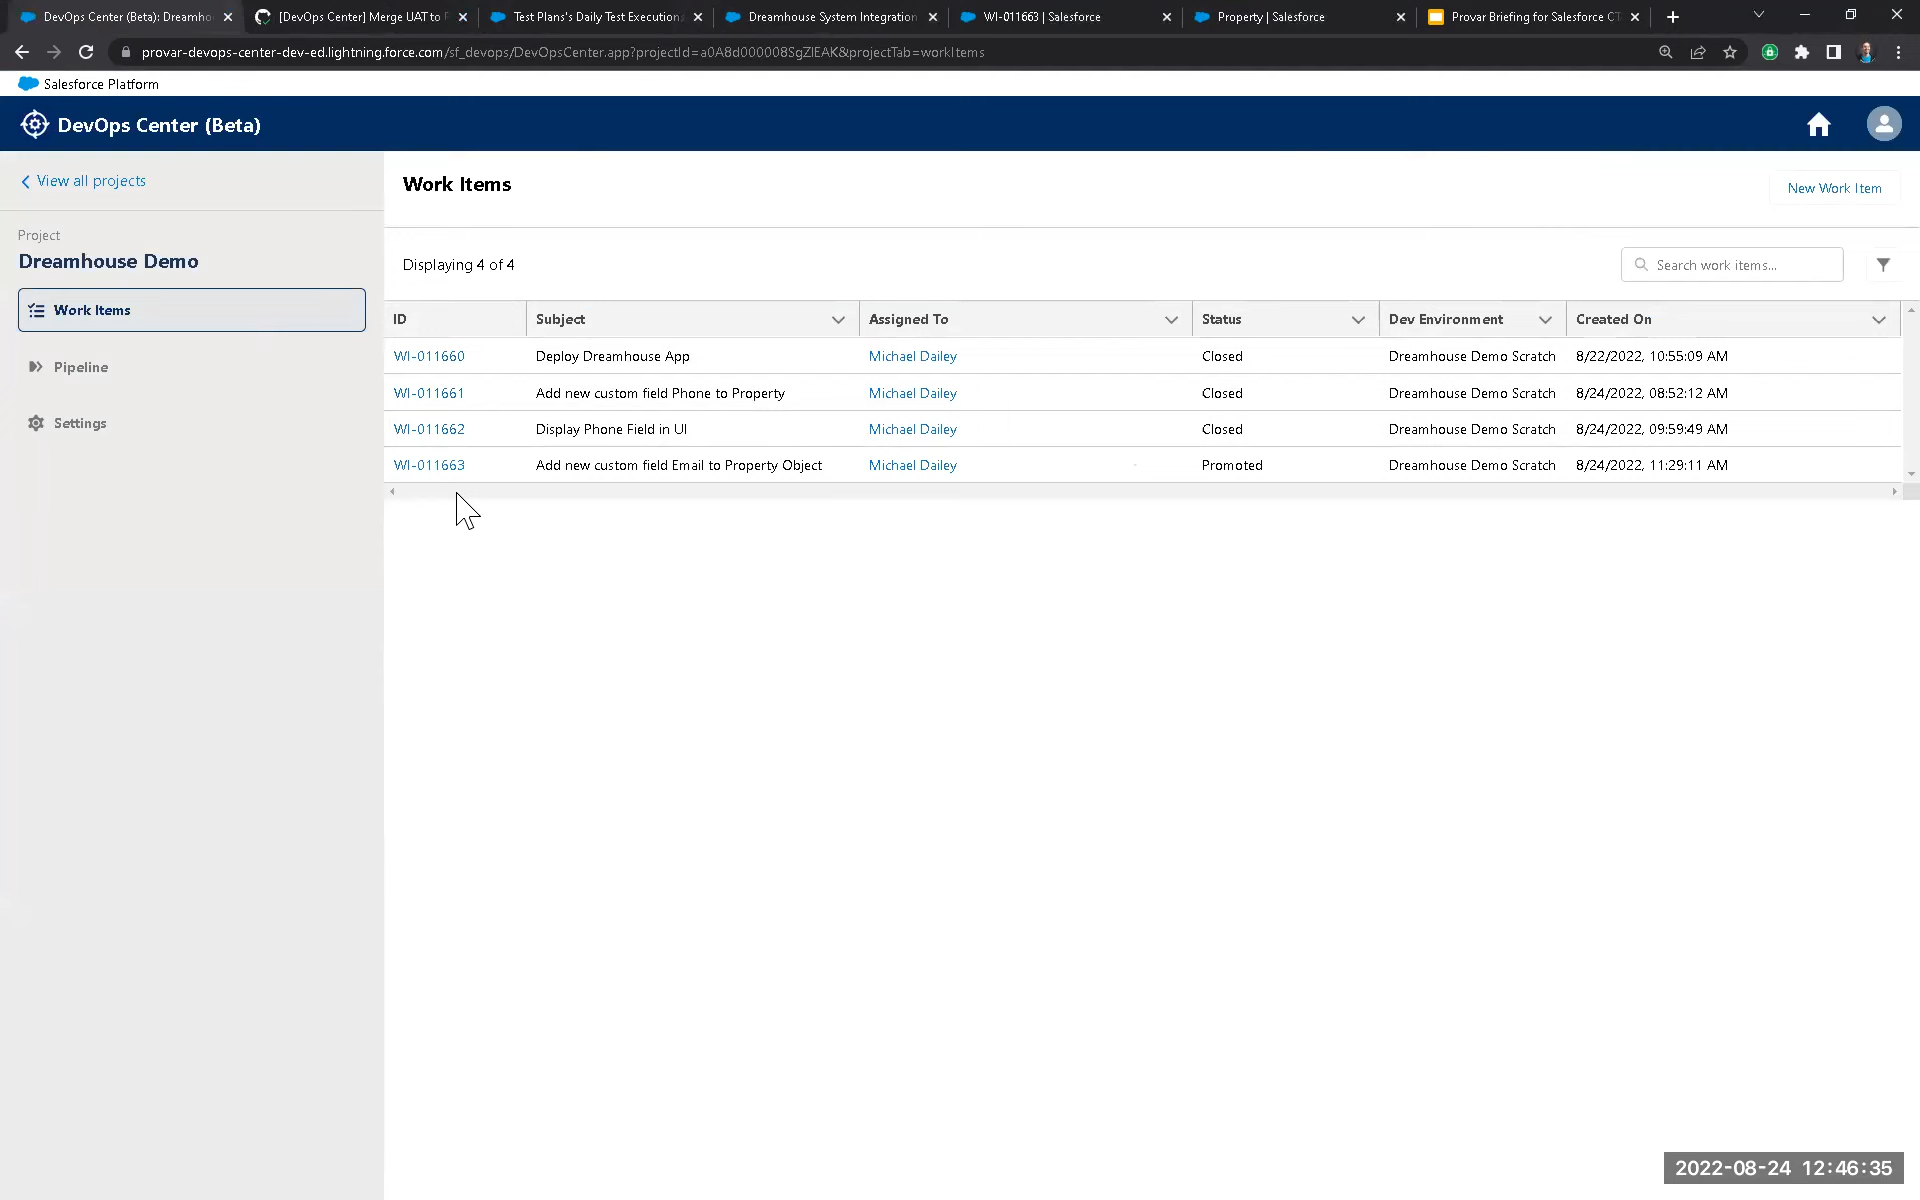 DevOps Center (Beta): Dreamho
[DevOps Center] Merge UAT to P
Test Plans's Daily Test Executions
Dreamhouse System Integration
WI-011663 | Salesforce
Property | Salesforce
Provar Briefing for Salesforce CT
provar-devops-center-dev-ed.lightning.force.com/sf_devops/DevOpsCenter.app?projectId=a0A8d000008SgZIEAK&projectTab=workItems
Salesforce Platform
DevOps Center (Beta)
View all projects
Project
Dreamhouse Demo
Work Items
Pipeline
Settings
Work Items
New Work Item
Displaying 4 of 4
Search work items...
ID Subject Assigned To Status Dev Environment Created On
WI-011660 Deploy Dreamhouse App Michael Dailey Closed Dreamhouse Demo Scratch 8/22/2022, 10:55:09 AM
WI-011661 Add new custom field Phone to Property Michael Dailey Closed Dreamhouse Demo Scratch 8/24/2022, 08:52:12 AM
WI-011662 Display Phone Field in UI Michael Dailey Closed Dreamhouse Demo Scratch 8/24/2022, 09:59:49 AM
WI-011663 Add new custom field Email to Property Object Michael Dailey Promoted Dreamhouse Demo Scratch 8/24/2022, 11:29:11 AM
2022-08-24 12:46:35